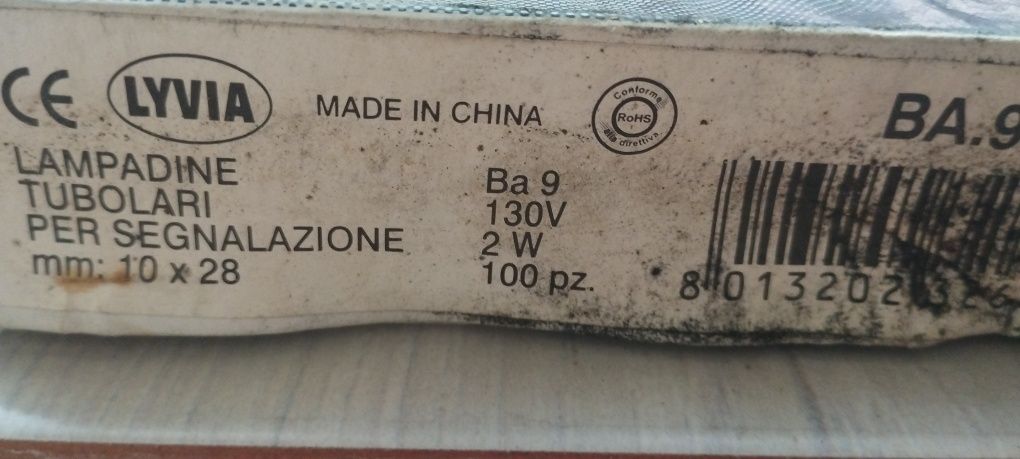 CE LYVIA MADE IN CHINA Conforme RoHS alla direttiva BA.9
LAMPADINE
TUBOLARI
PER SEGNALAZIONE
mm: 10 x 28
Ba 9
130V
2 W
100 pz.
8 013202